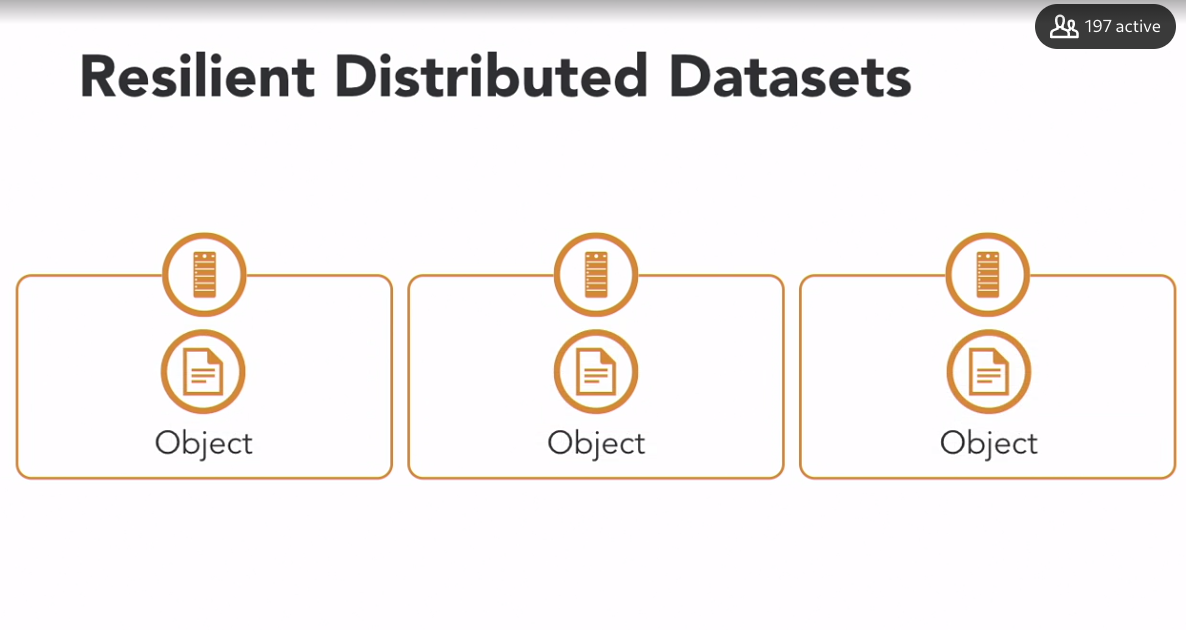 197 active
Resilient Distributed Datasets
Object
Object
Object